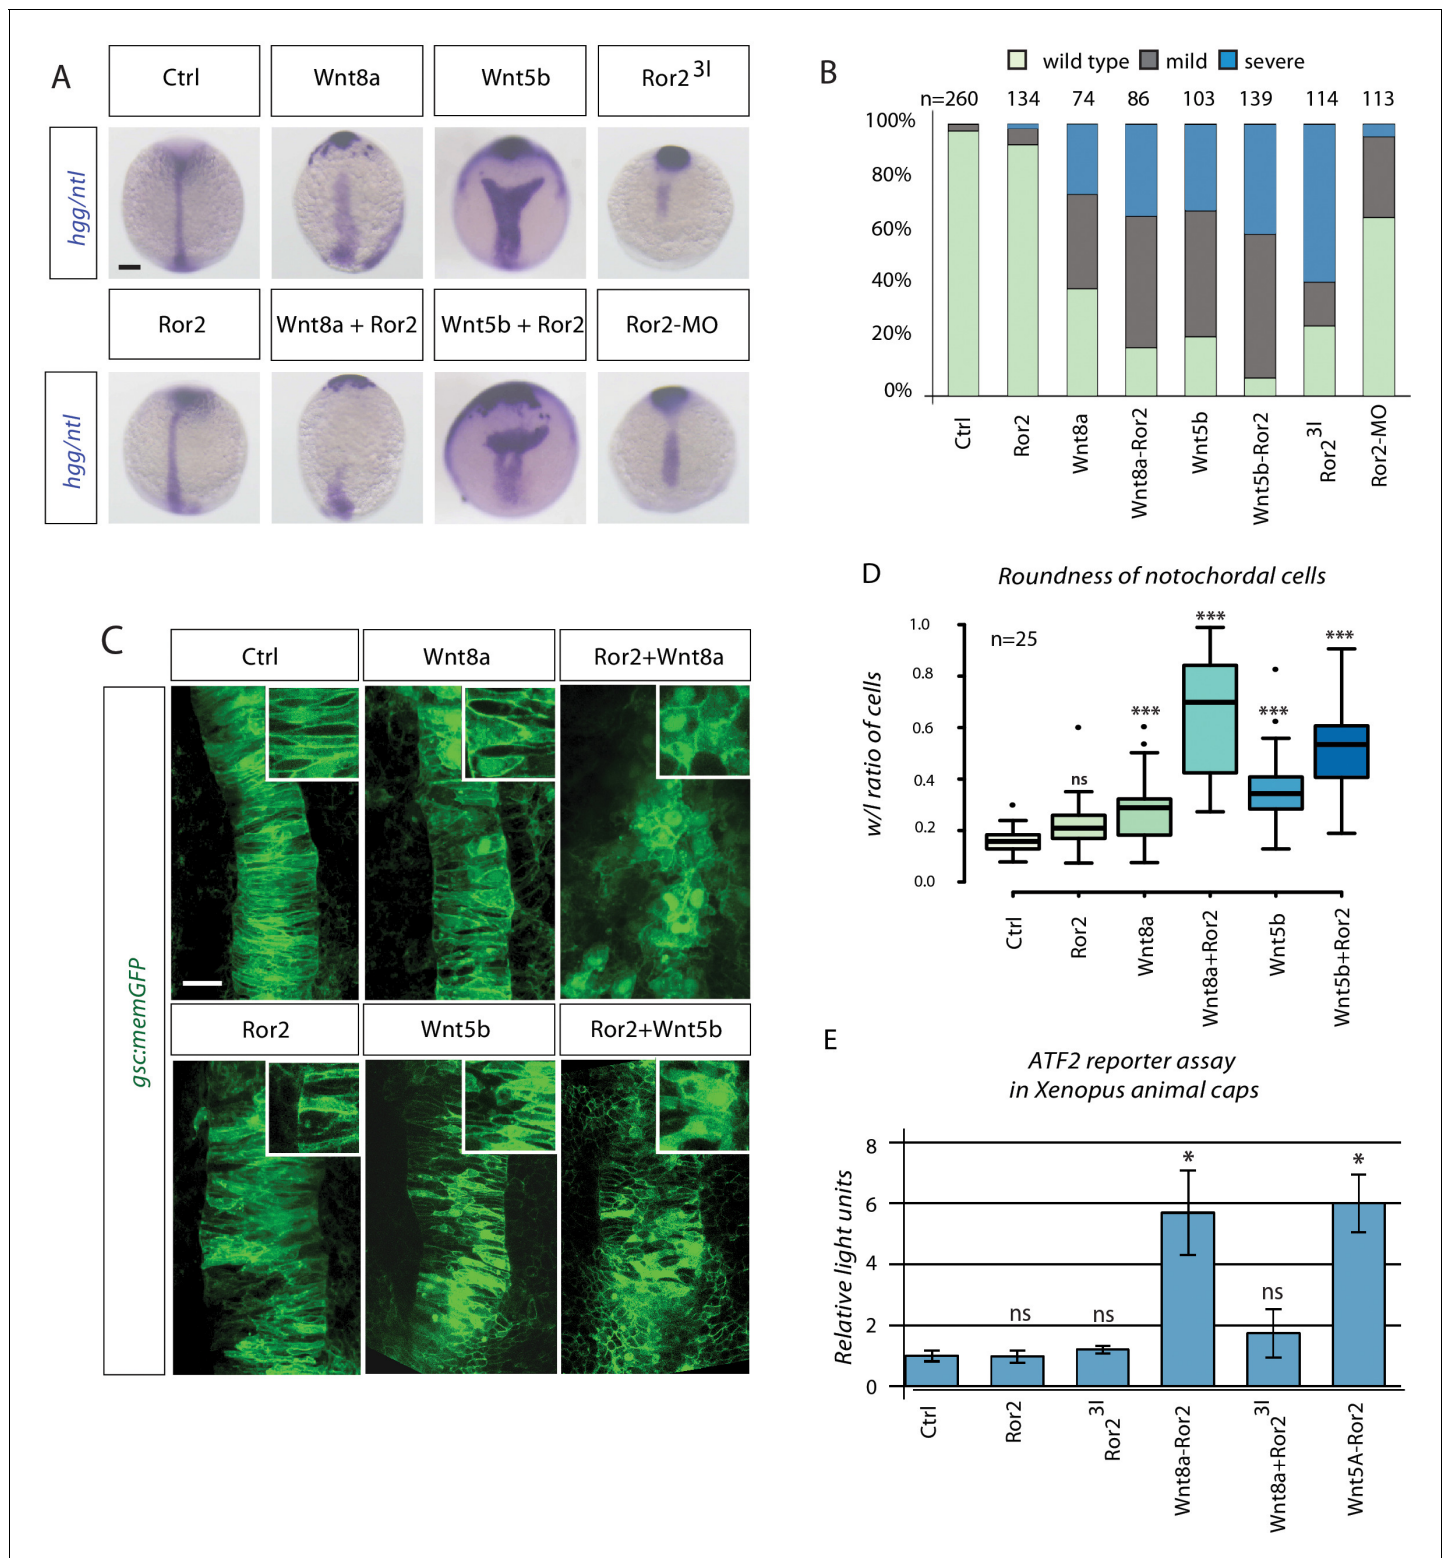 A
Ctrl
Wnt8a
Wnt5b
Ror2 3I
hgg/ntl
Ror2
Wnt8a + Ror2
Wnt5b + Ror2
Ror2-MO
hgg/ntl
B
wild type
mild
severe
n=260 134 74 86 103 139 114 113
100%
80%
60%
40%
20%
0%
Ctrl
Ror2
Wnt8a
Wnt8a-Ror2
Wnt5b
Wnt5b-Ror2
Ror2 3I
Ror2-MO
C
Ctrl
Wnt8a
Ror2+Wnt8a
gsc:memGFP
Ror2
Wnt5b
Ror2+Wnt5b
D
Roundness of notochordal cells
n=25
w/l ratio of cells
1.0
0.8
0.6
0.4
0.2
0.0
ns
***
***
***
***
Ctrl
Ror2
Wnt8a
Wnt8a+Ror2
Wnt5b
Wnt5b+Ror2
E
ATF2 reporter assay
in Xenopus animal caps
Relative light units
8
6
4
2
0
ns
ns
*
ns
*
Ctrl
Ror2
Ror2 3I
Wnt8a-Ror2
Wnt8a+Ror2 3I
Wnt5A-Ror2